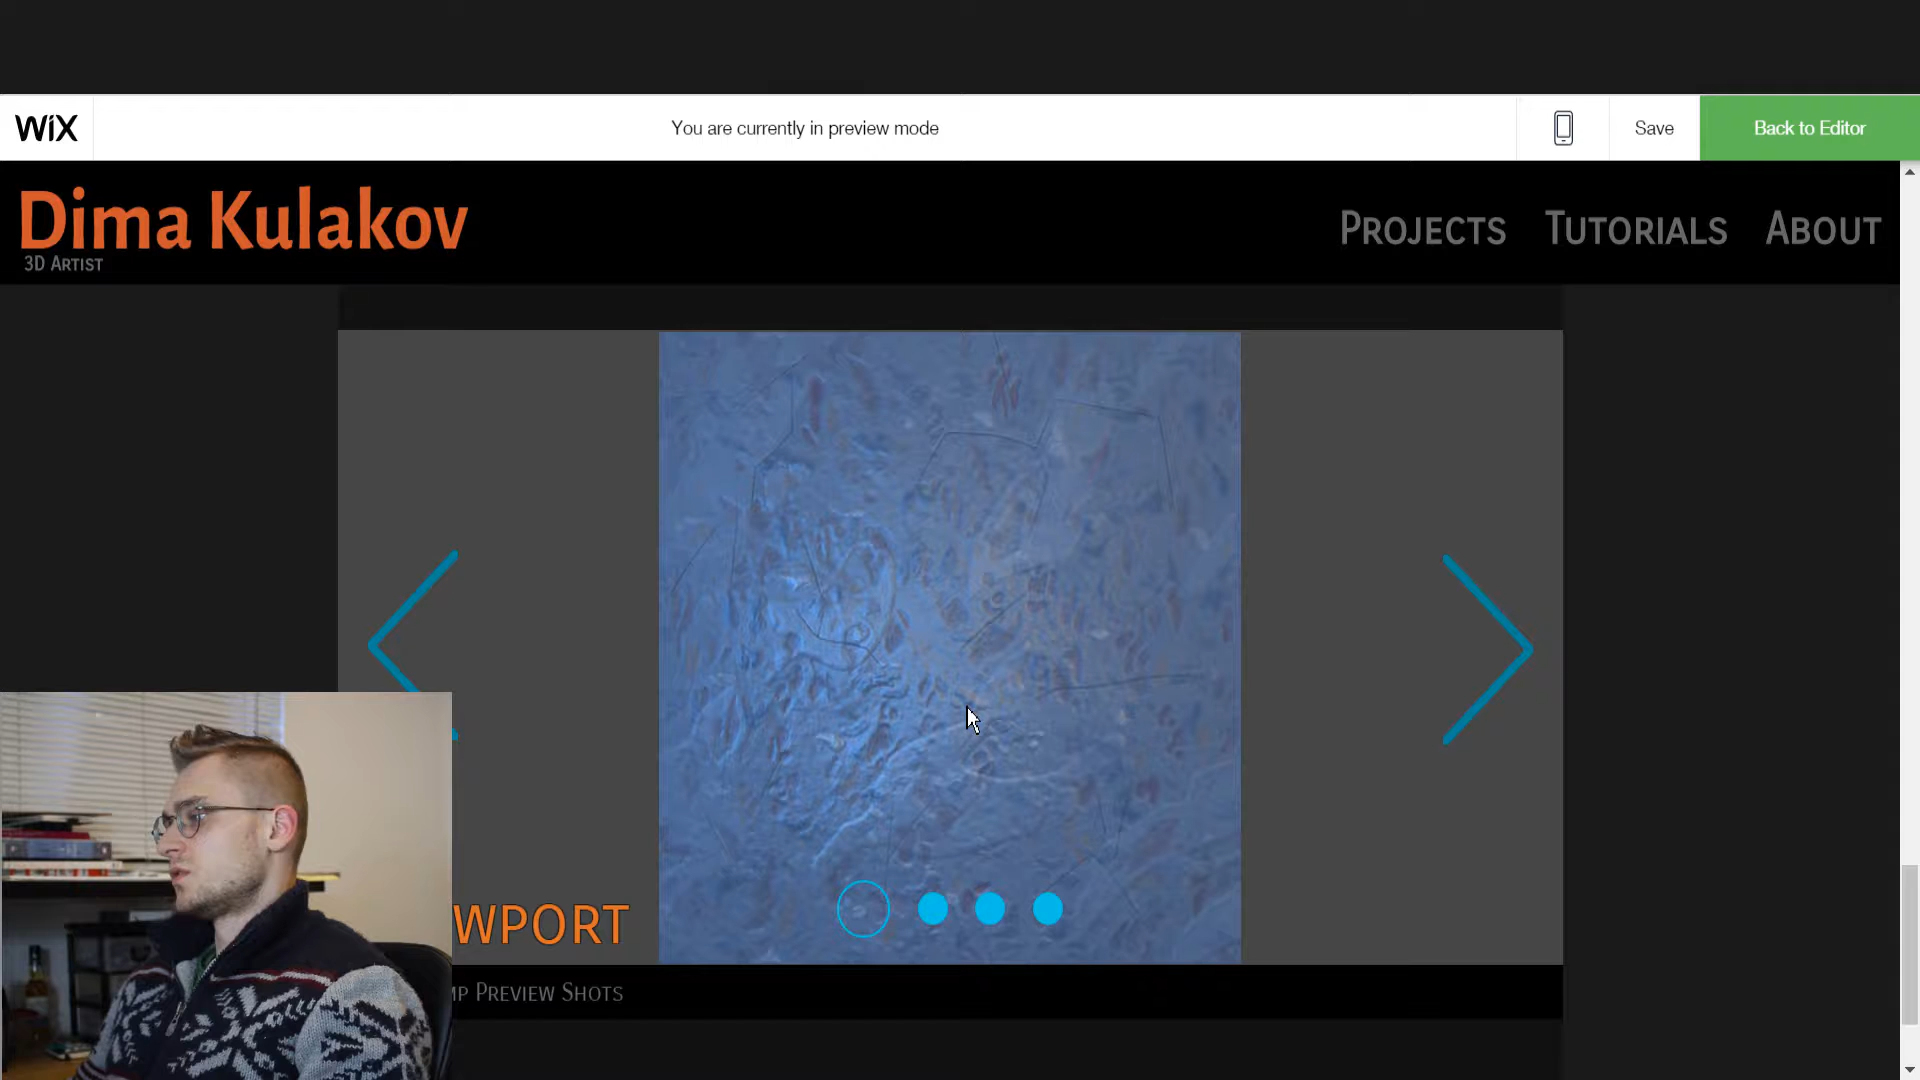 WiX
You are currently in preview mode
Save
Back to Editor
Dima Kulakov
3D Artist
Projects
Tutorials
About
WPORT
MP Preview Shots